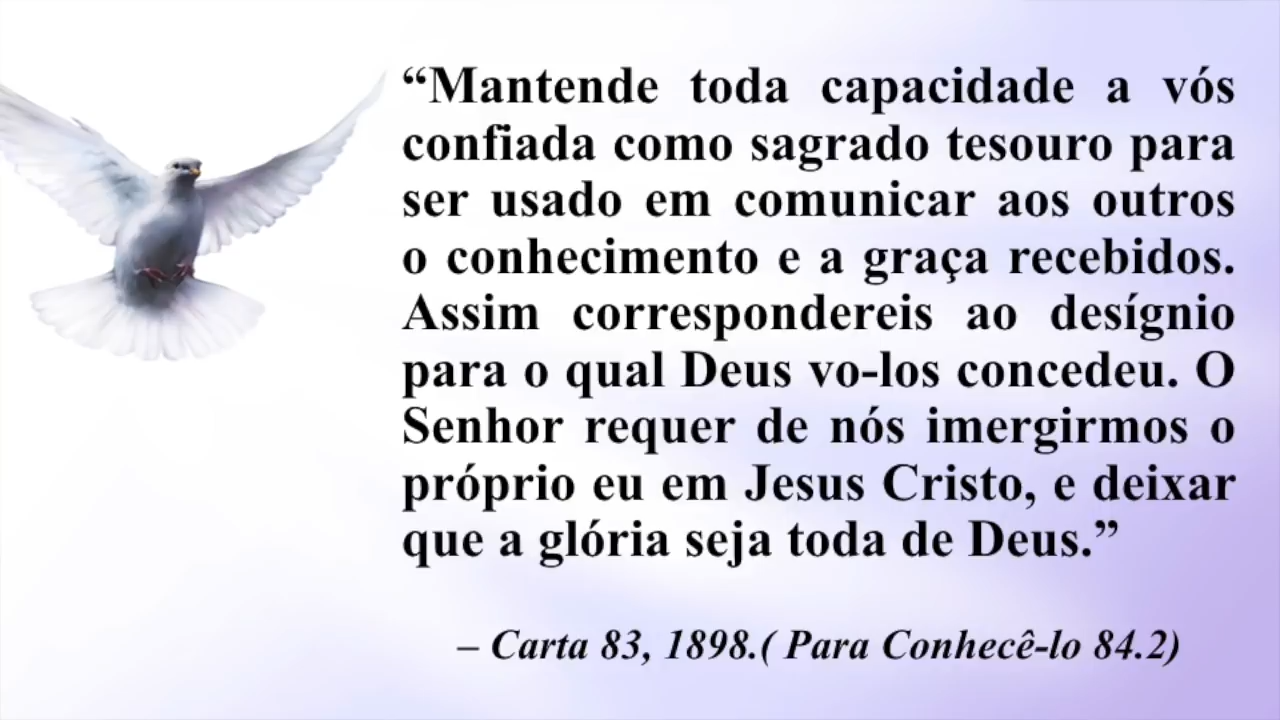 “Mantende toda capacidade a vós
confiada como sagrado tesouro para
ser usado em comunicar aos outros
o conhecimento e a graça recebidos.
Assim correspondereis ao desígnio
para o qual Deus vo-los concedeu. O
Senhor requer de nós imergirmos o
próprio eu em Jesus Cristo, e deixar
que a glória seja toda de Deus.”
– Carta 83, 1898.( Para Conhecê-lo 84.2)